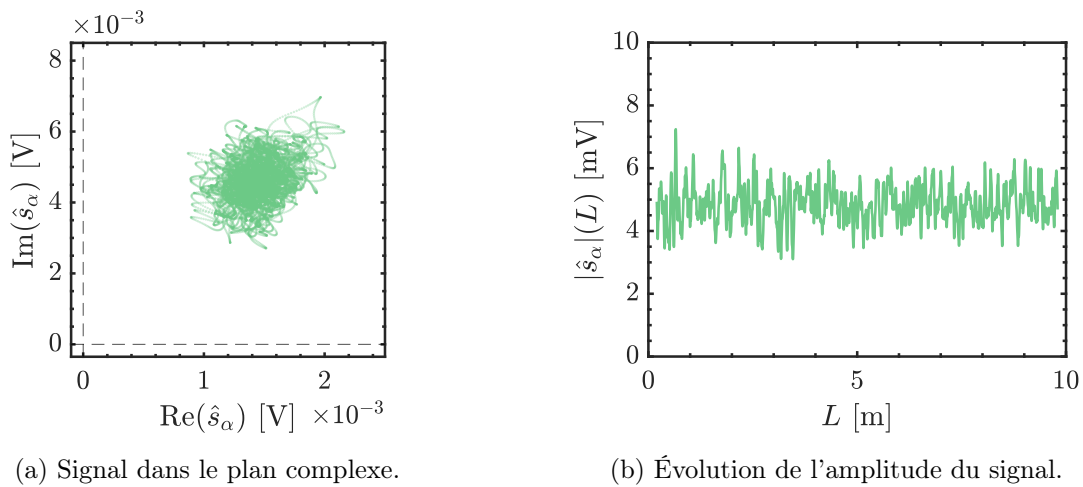 ×10⁻³
8
6
4
2
0
Im(ŝ_α) [V]
0 1 2
Re(ŝ_α) [V] ×10⁻³
(a) Signal dans le plan complexe.
10
8
6
4
2
0
|ŝ_α|(L) [mV]
0 5 10
L [m]
(b) Évolution de l'amplitude du signal.